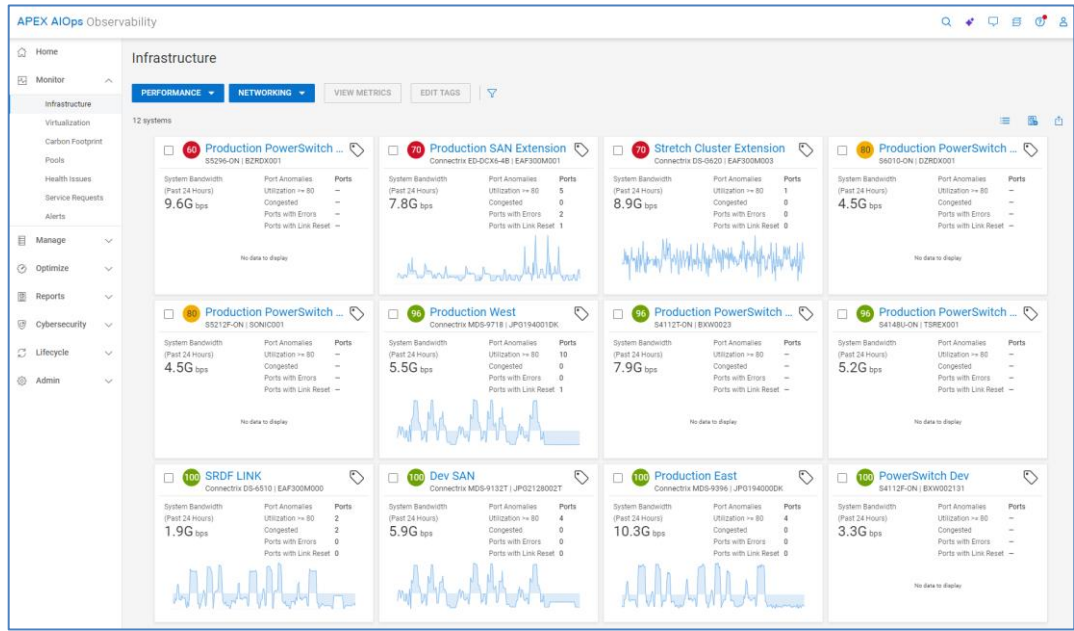 APEX AIOps Observability
Home
Monitor
Infrastructure
Virtualization
Carbon Footprint
Pools
Health Issues
Service Requests
Alerts
Manage
Optimize
Reports
Cybersecurity
Lifecycle
Admin
Infrastructure
PERFORMANCE NETWORKING VIEW METRICS EDIT TAGS
12 systems
60 Production PowerSwitch ...
S5296-ON | BZRDX001
System Bandwidth Port Anomalies Ports
(Past 24 Hours) Utilization >= 80 --
9.6G bps Congested --
Ports with Errors --
Ports with Link Reset --
No data to display
70 Production SAN Extension
Connectrix ED-DCX6-4B | EAF300M001
System Bandwidth Port Anomalies Ports
(Past 24 Hours) Utilization >= 80 5
7.8G bps Congested 0
Ports with Errors 2
Ports with Link Reset 1
70 Stretch Cluster Extension
Connectrix DS-G620 | EAF300M003
System Bandwidth Port Anomalies Ports
(Past 24 Hours) Utilization >= 80 1
8.9G bps Congested 0
Ports with Errors 0
Ports with Link Reset 0
80 Production PowerSwitch ...
S6010-ON | DZRDX001
System Bandwidth Port Anomalies Ports
(Past 24 Hours) Utilization >= 80 --
4.5G bps Congested --
Ports with Errors --
Ports with Link Reset --
No data to display
80 Production PowerSwitch ...
S5212F-ON | SONIC001
System Bandwidth Port Anomalies Ports
(Past 24 Hours) Utilization >= 80 --
4.5G bps Congested --
Ports with Errors --
Ports with Link Reset --
No data to display
96 Production West
Connectrix MDS-9718 | JPG194001DK
System Bandwidth Port Anomalies Ports
(Past 24 Hours) Utilization >= 80 10
5.5G bps Congested 0
Ports with Errors 0
Ports with Link Reset 1
96 Production PowerSwitch ...
S4112T-ON | BXW0023
System Bandwidth Port Anomalies Ports
(Past 24 Hours) Utilization >= 80 --
7.9G bps Congested --
Ports with Errors --
Ports with Link Reset --
No data to display
96 Production PowerSwitch ...
S4148U-ON | TSREX001
System Bandwidth Port Anomalies Ports
(Past 24 Hours) Utilization >= 80 --
5.2G bps Congested --
Ports with Errors --
Ports with Link Reset --
No data to display
100 SRDF LINK
Connectrix DS-6510 | EAF300M000
System Bandwidth Port Anomalies Ports
(Past 24 Hours) Utilization >= 80 2
1.9G bps Congested 2
Ports with Errors 0
Ports with Link Reset 0
100 Dev SAN
Connectrix MDS-9132T | JPG2128002T
System Bandwidth Port Anomalies Ports
(Past 24 Hours) Utilization >= 80 4
5.9G bps Congested 0
Ports with Errors 0
Ports with Link Reset 0
100 Production East
Connectrix MDS-9396 | JPG194000DK
System Bandwidth Port Anomalies Ports
(Past 24 Hours) Utilization >= 80 4
10.3G bps Congested 0
Ports with Errors 0
Ports with Link Reset 0
100 PowerSwitch Dev
S4112F-ON | BXW002131
System Bandwidth Port Anomalies Ports
(Past 24 Hours) Utilization >= 80 --
3.3G bps Congested --
Ports with Errors --
Ports with Link Reset --
No data to display